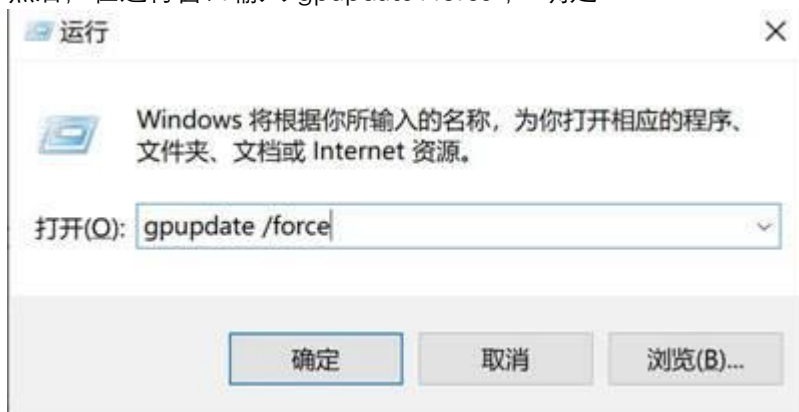 运行
Windows 将根据你所输入的名称，为你打开相应的程序、
文件夹、文档或 Internet 资源。
打开(O): gpupdate /force
确定 取消 浏览(B)...